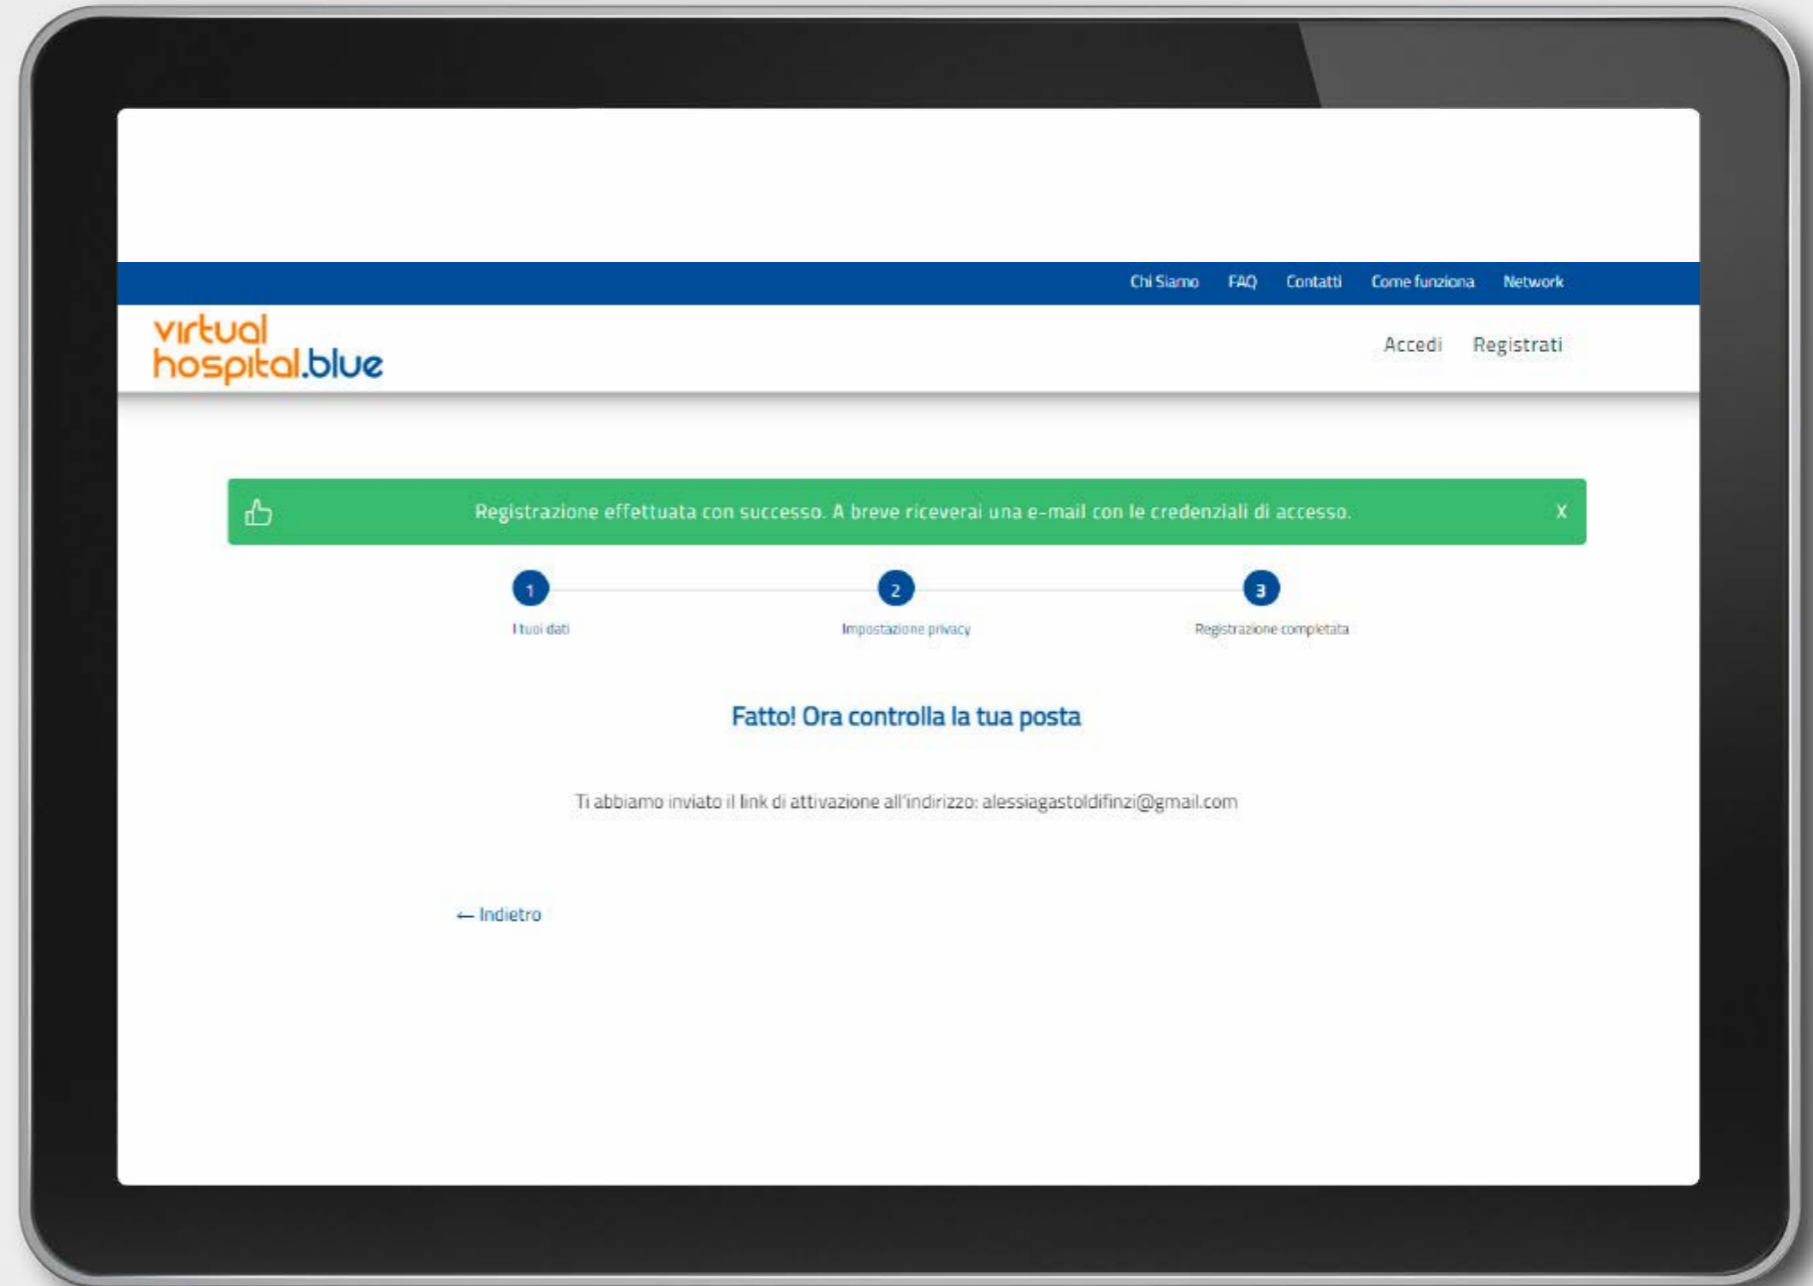 Chi Siamo FAQ Contatti Come funziona Network
virtual
hospital.blue
Accedi Registrati
Registrazione effettuata con successo. A breve riceverai una e-mail con le credenziali di accesso. X
1 2 3
I tuoi dati Impostazione privacy Registrazione completata
Fatto! Ora controlla la tua posta
Ti abbiamo inviato il link di attivazione all'indirizzo: alessiagastoldifinzi@gmail.com
← Indietro